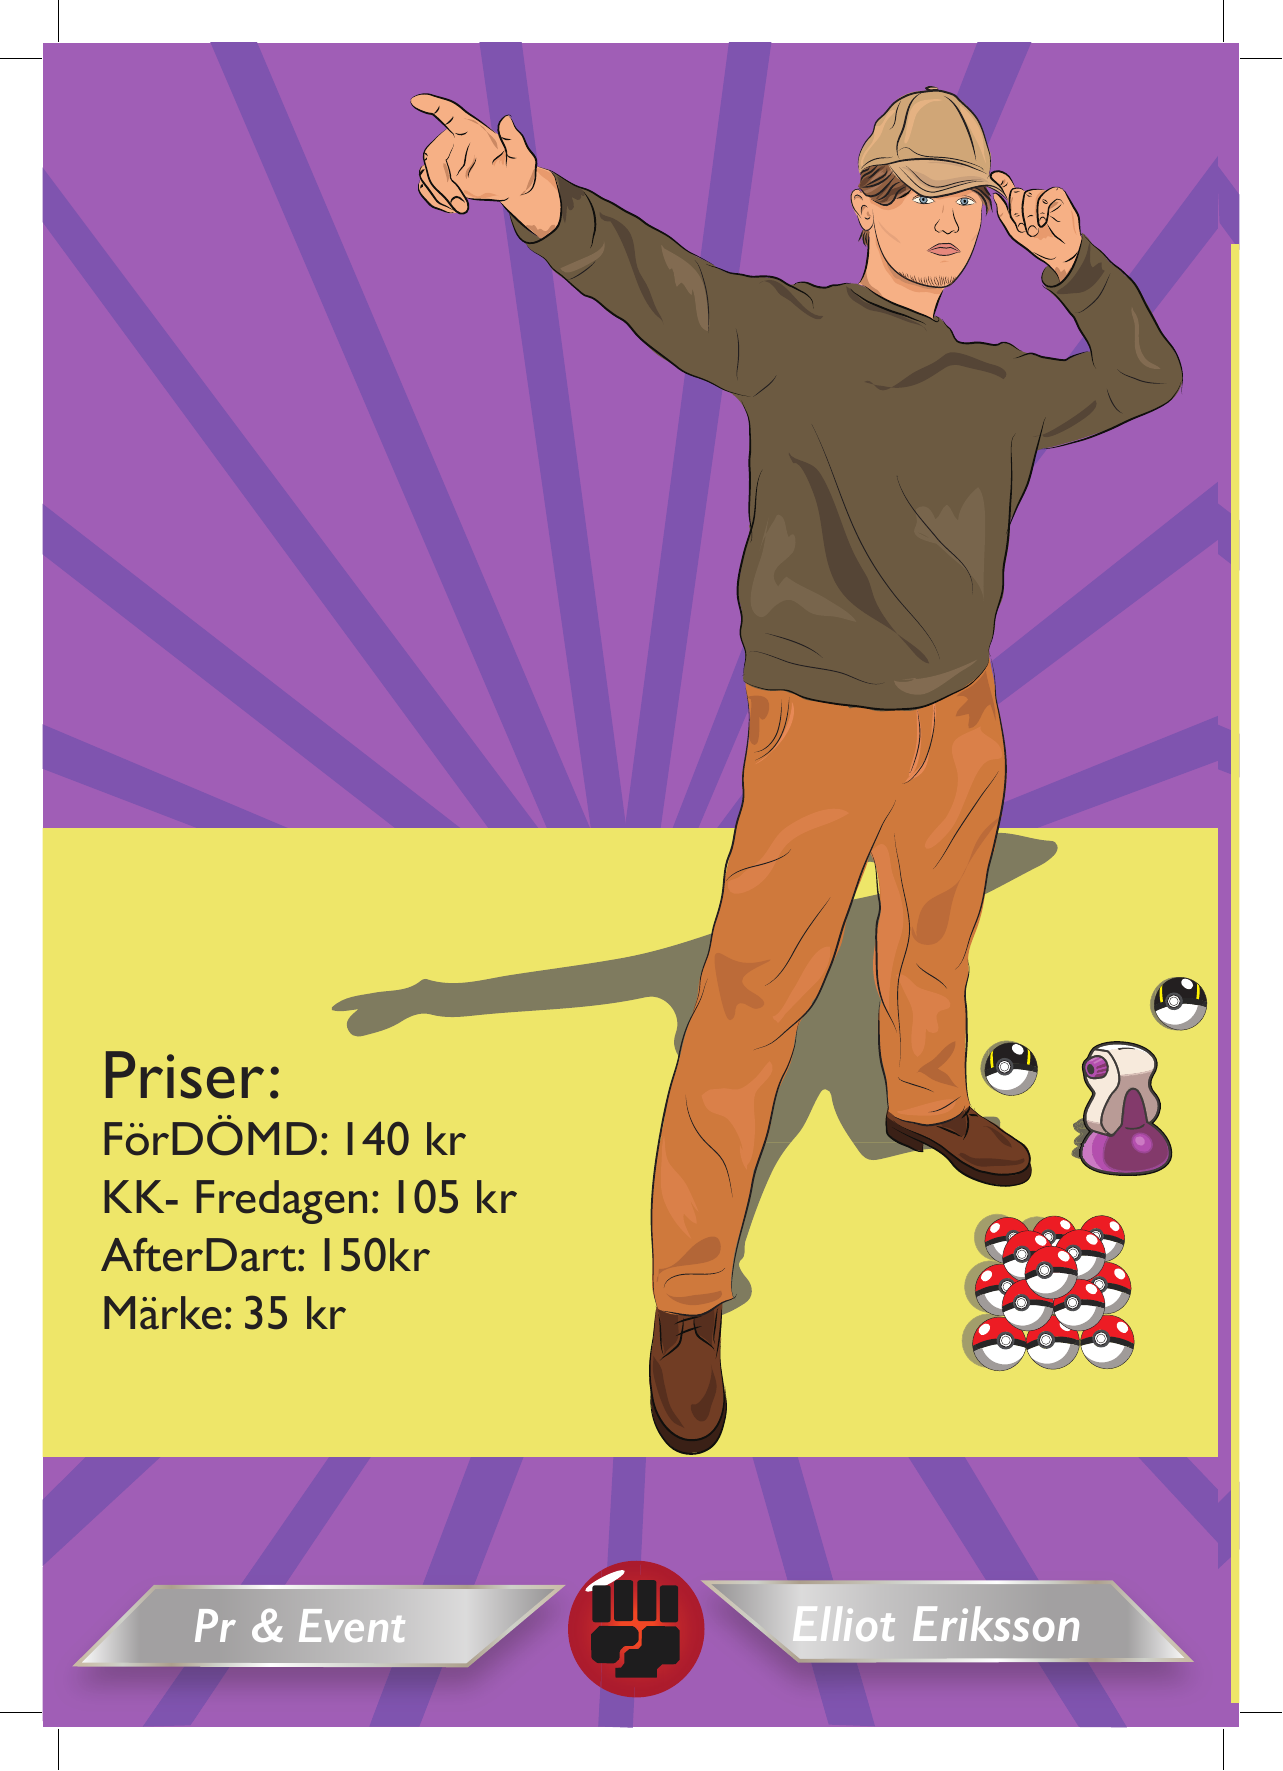 Priser:
FörDÖMD: 140 kr
KK- Fredagen: 105 kr
AfterDart: 150kr
Märke: 35 kr
Pr & Event
Elliot Eriksson